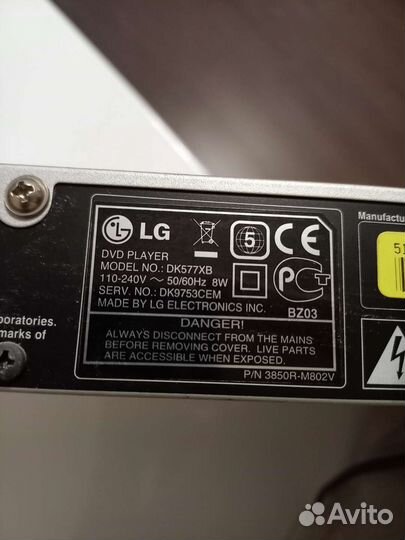 LG
5
CE
DVD PLAYER
MODEL NO.: DK577XB
110-240V ~ 50/60Hz 8W
SERV. NO.: DK9753CEM
MADE BY LG ELECTRONICS INC.
BZ03
DANGER!
ALWAYS DISCONNECT FROM THE MAINS
BEFORE REMOVING COVER. LIVE PARTS
ARE ACCESSIBLE WHEN EXPOSED.
P/N 3850R-M802V
oratories.
marks of
Manufactu
51
Avito